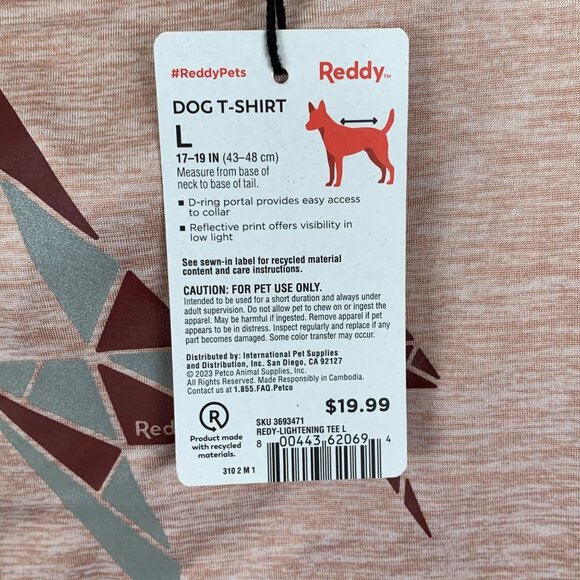 #ReddyPets
Reddy™
DOG T-SHIRT
L
17–19 IN (43–48 cm)
Measure from base of
neck to base of tail.
▪ D-ring portal provides easy access
to collar
▪ Reflective print offers visibility in
low light
See sewn-in label for recycled material
content and care instructions.
CAUTION: FOR PET USE ONLY.
Intended to be used for a short duration and always under
adult supervision. Do not allow pet to chew on or ingest the
apparel. May be harmful if ingested. Remove apparel if pet
appears to be in distress. Inspect regularly and replace if any
part becomes damaged. Some color transfer may occur.
Distributed by: International Pet Supplies
and Distribution, Inc. San Diego, CA 92127
© 2023 Petco Animal Supplies, Inc.
All Rights Reserved. Made Responsibly in Cambodia.
Contact us at 1.855.FAQ.Petco
R
Product made
with recycled
materials.
310 2 M 1
$19.99
SKU 3693471
REDY-LIGHTENING TEE L
8 00443 62069 4
Red